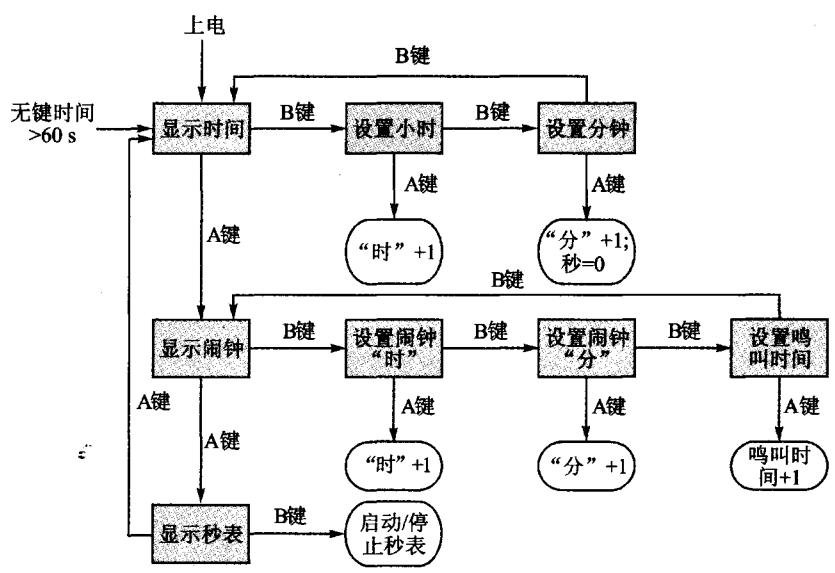 上电
B键
无键时间
>60 s
显示时间
B键
设置小时
B键
设置分钟
A键
A键
A键
“时”+1
“分”+1;
秒=0
B键
显示闹钟
B键
设置闹钟
“时”
B键
设置闹钟
“分”
B键
设置鸣
叫时间
A键
A键
A键
A键
A键
“时”+1
“分”+1
鸣叫时
间+1
显示秒表
B键
启动/停
止秒表